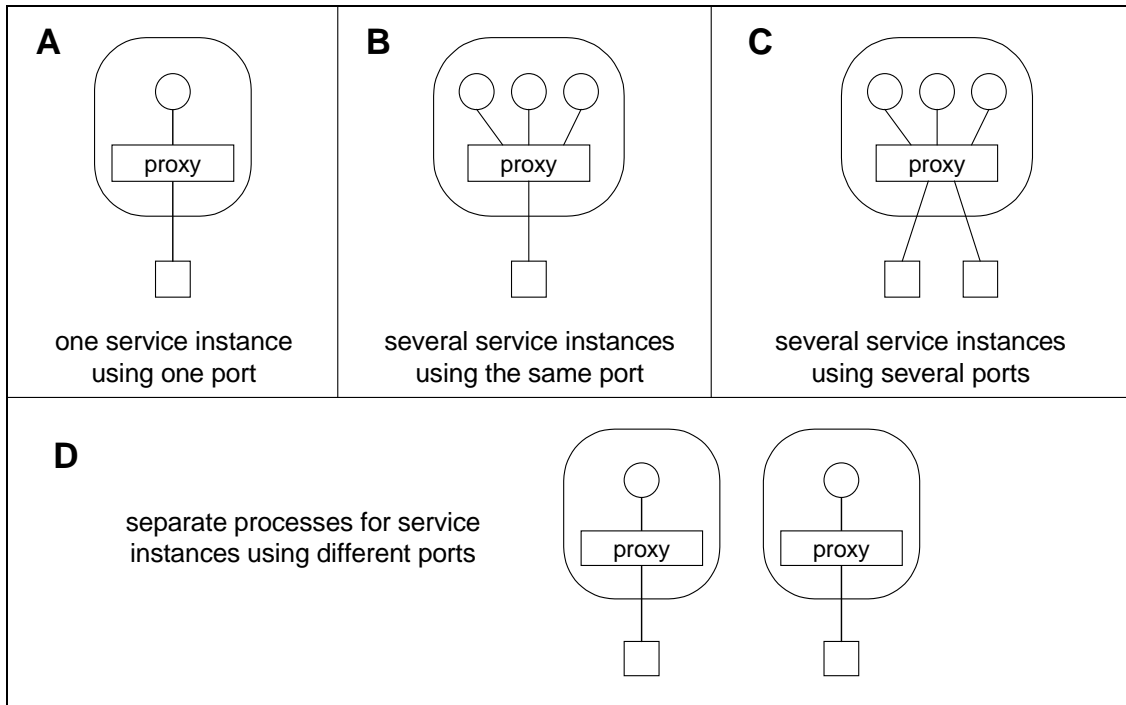 A
proxy
one service instance
using one port
B
proxy
several service instances
using the same port
C
proxy
several service instances
using several ports
D
separate processes for service
instances using different ports
proxy
proxy